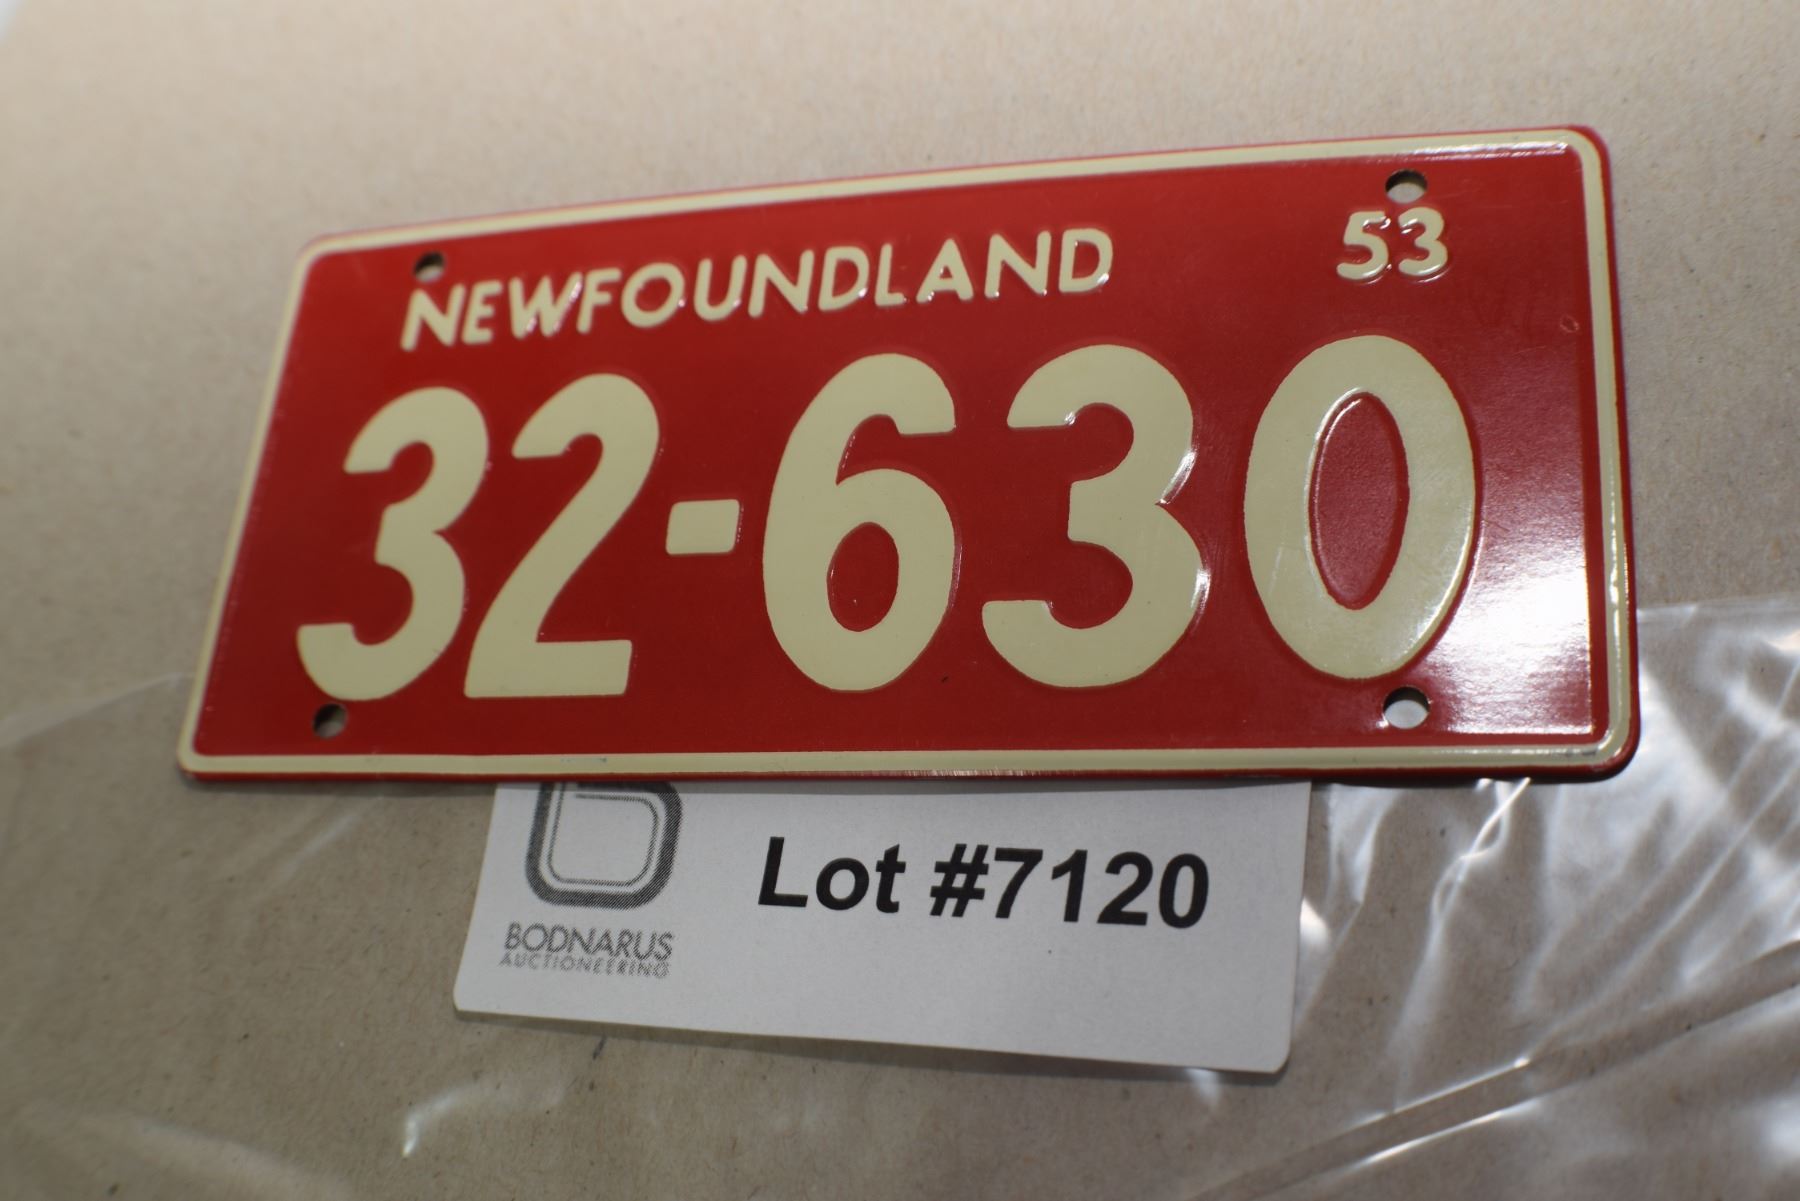 NEWFOUNDLAND 53
32-630
Lot #7120
BODNARUS
AUCTIONEERING